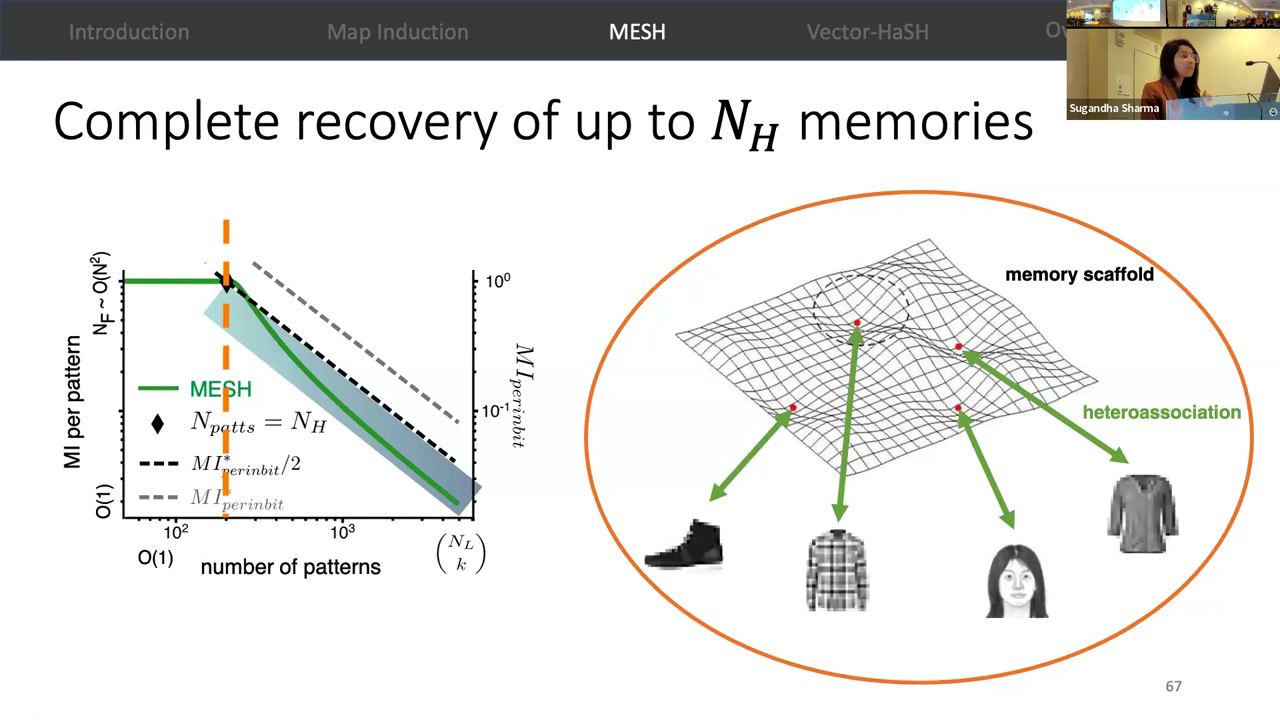 Introduction
Map Induction
MESH
Vector-HaSH
Sugandha Sharma
Complete recovery of up to N_H memories
MI per pattern
N_F ~ O(N²)
O(1)
10⁰
10⁻¹
MI_perinbit
MESH
N_patts = N_H
MI*_perinbit/2
MI*_perinbit
10²
10³
O(1)
number of patterns
(N_L k)
memory scaffold
heteroassociation
67